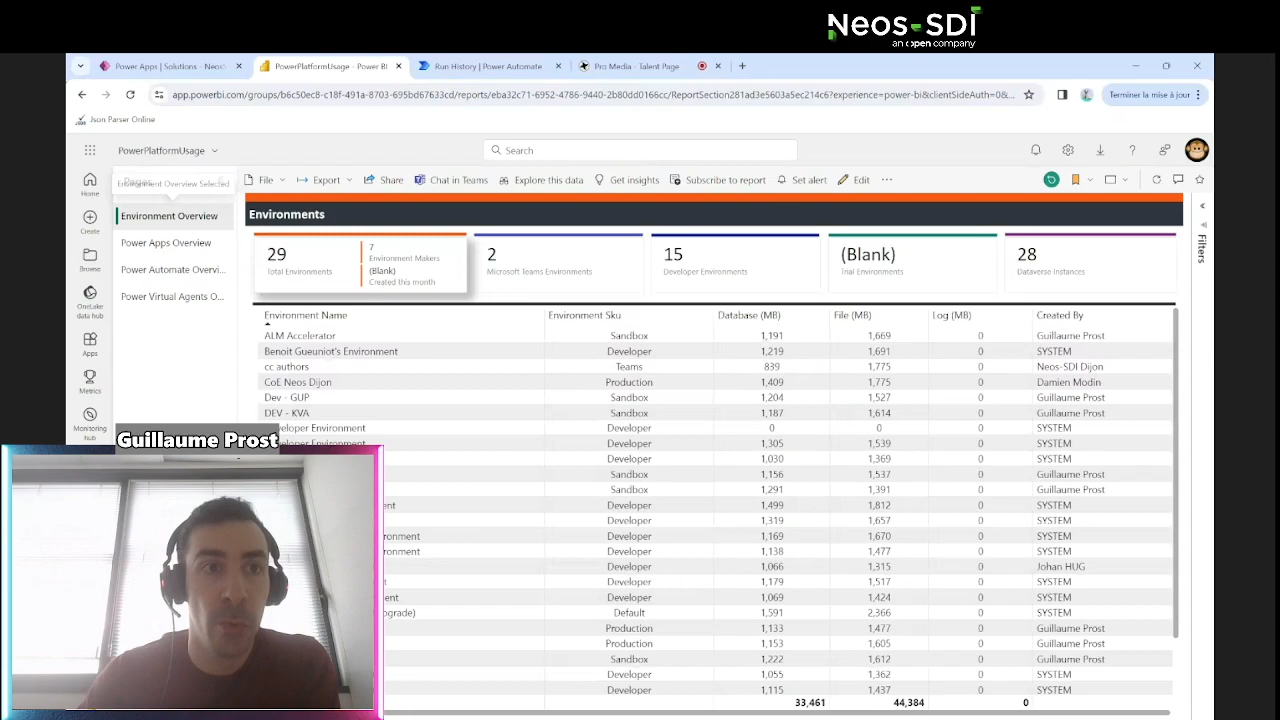 Neos-SDI
an open company
Power Apps | Solutions - Neos
PowerPlatformUsage - Power BI
Run History | Power Automate
Pro Media - Talent Page
app.powerbi.com/groups/b6c50ec8-c18f-491a-8703-695bd67633cd/reports/eba32c71-6952-4786-9440-2b80dd0166cc/ReportSection281ad3e5603a5ec214c6?experience=power-bi&clientSideAuth=0&...
Terminer la mise à jour
Json Parser Online
PowerPlatformUsage
Search
Environment Overview Selected
File
Export
Share
Chat in Teams
Explore this data
Get insights
Subscribe to report
Set alert
Edit
Home
Create
Browse
OneLake data hub
Apps
Metrics
Monitoring hub
Environment Overview
Power Apps Overview
Power Automate Overvi...
Power Virtual Agents O...
Filters
Environments
29
Total Environments
7
Environment Makers
(Blank)
Created this month
2
Microsoft Teams Environments
15
Developer Environments
(Blank)
Trial Environments
28
Dataverse Instances
Environment Name Environment Sku Database (MB) File (MB) Log (MB) Created By
ALM Accelerator Sandbox 1,191 1,669 0 Guillaume Prost
Benoit Gueuniot's Environment Developer 1,219 1,691 0 SYSTEM
cc authors Teams 839 1,775 0 Neos-SDI Dijon
CoE Neos Dijon Production 1,409 1,775 0 Damien Modin
Dev - GUP Sandbox 1,204 1,527 0 Guillaume Prost
DEV - KVA Sandbox 1,187 1,614 0 Guillaume Prost
eveloper Environment Developer 0 0 0 SYSTEM
eveloper Environment Developer 1,305 1,539 0 SYSTEM
Developer 1,030 1,369 0 SYSTEM
Sandbox 1,156 1,537 0 Guillaume Prost
Sandbox 1,291 1,391 0 Guillaume Prost
ent Developer 1,499 1,812 0 SYSTEM
Developer 1,319 1,657 0 SYSTEM
ronment Developer 1,169 1,670 0 SYSTEM
ironment Developer 1,138 1,477 0 SYSTEM
Developer 1,066 1,315 0 Johan HUG
t Developer 1,179 1,517 0 SYSTEM
ent Developer 1,069 1,424 0 SYSTEM
ograde) Default 1,591 2,366 0 SYSTEM
Production 1,133 1,477 0 Guillaume Prost
Production 1,153 1,605 0 Guillaume Prost
Sandbox 1,222 1,612 0 Guillaume Prost
Developer 1,055 1,362 0 SYSTEM
Developer 1,115 1,437 0 SYSTEM
33,461 44,384 0
Guillaume Prost